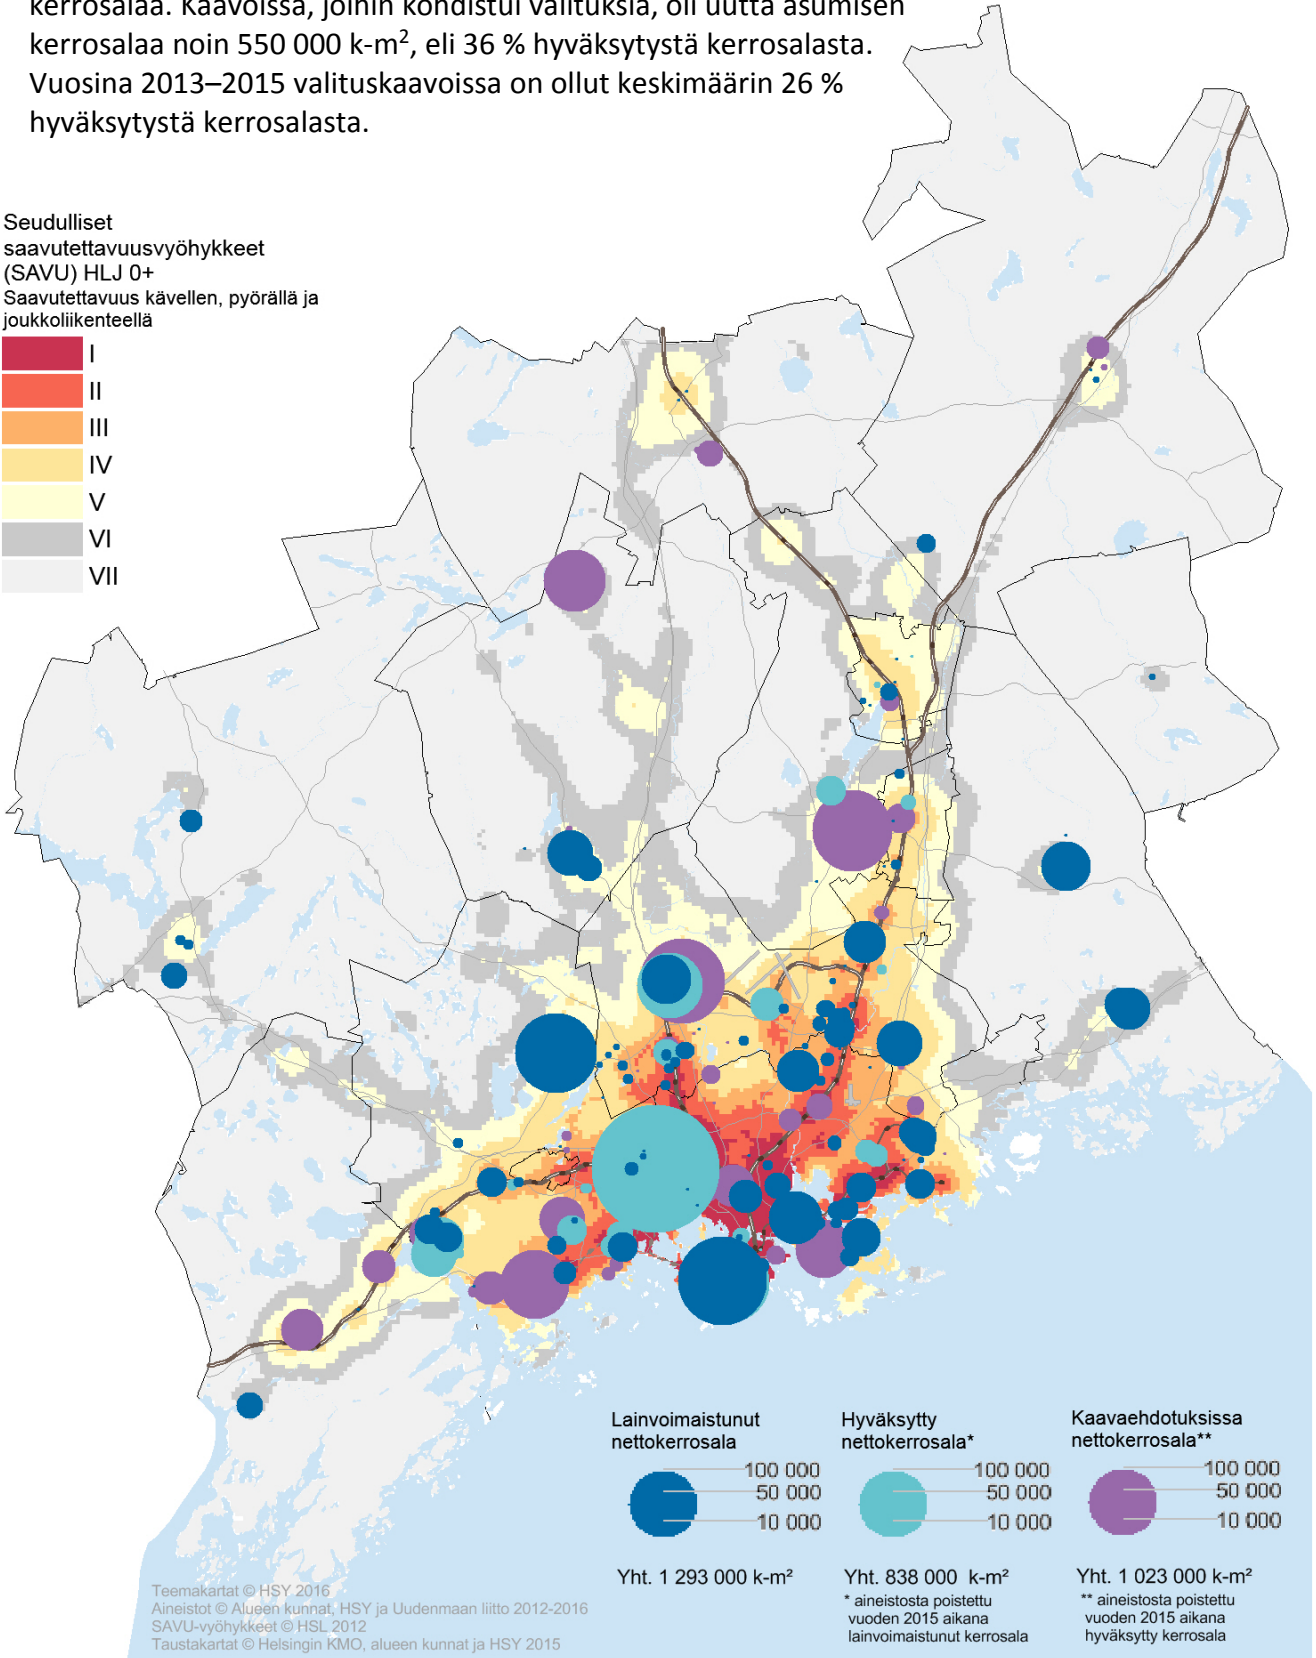 kerrosalaa. Kaavoissa, joihin kohdistui valituksia, oli uutta asumisen
kerrosalaa noin 550 000 k-m², eli 36 % hyväksytystä kerrosalasta.
Vuosina 2013–2015 valituskaavoissa on ollut keskimäärin 26 %
hyväksytystä kerrosalasta.
Seudulliset
saavutettavuusvyöhykkeet
(SAVU) HLJ 0+
Saavutettavuus kävellen, pyörällä ja
joukkoliikenteellä
I
II
III
IV
V
VI
VII
Lainvoimaistunut
nettokerrosala
100 000
50 000
10 000
Yht. 1 293 000 k-m²
Hyväksytty
nettokerrosala*
100 000
50 000
10 000
Yht. 838 000 k-m²
* aineistosta poistettu
vuoden 2015 aikana
lainvoimaistunut kerrosala
Kaavaehdotuksissa
nettokerrosala**
100 000
50 000
10 000
Yht. 1 023 000 k-m²
** aineistosta poistettu
vuoden 2015 aikana
hyväksytty kerrosala
Teemakartat © HSY 2016
Aineistot © Alueen kunnat, HSY ja Uudenmaan liitto 2012-2016
SAVU-vyöhykkeet © HSL 2012
Taustakartat © Helsingin KMO, alueen kunnat ja HSY 2015